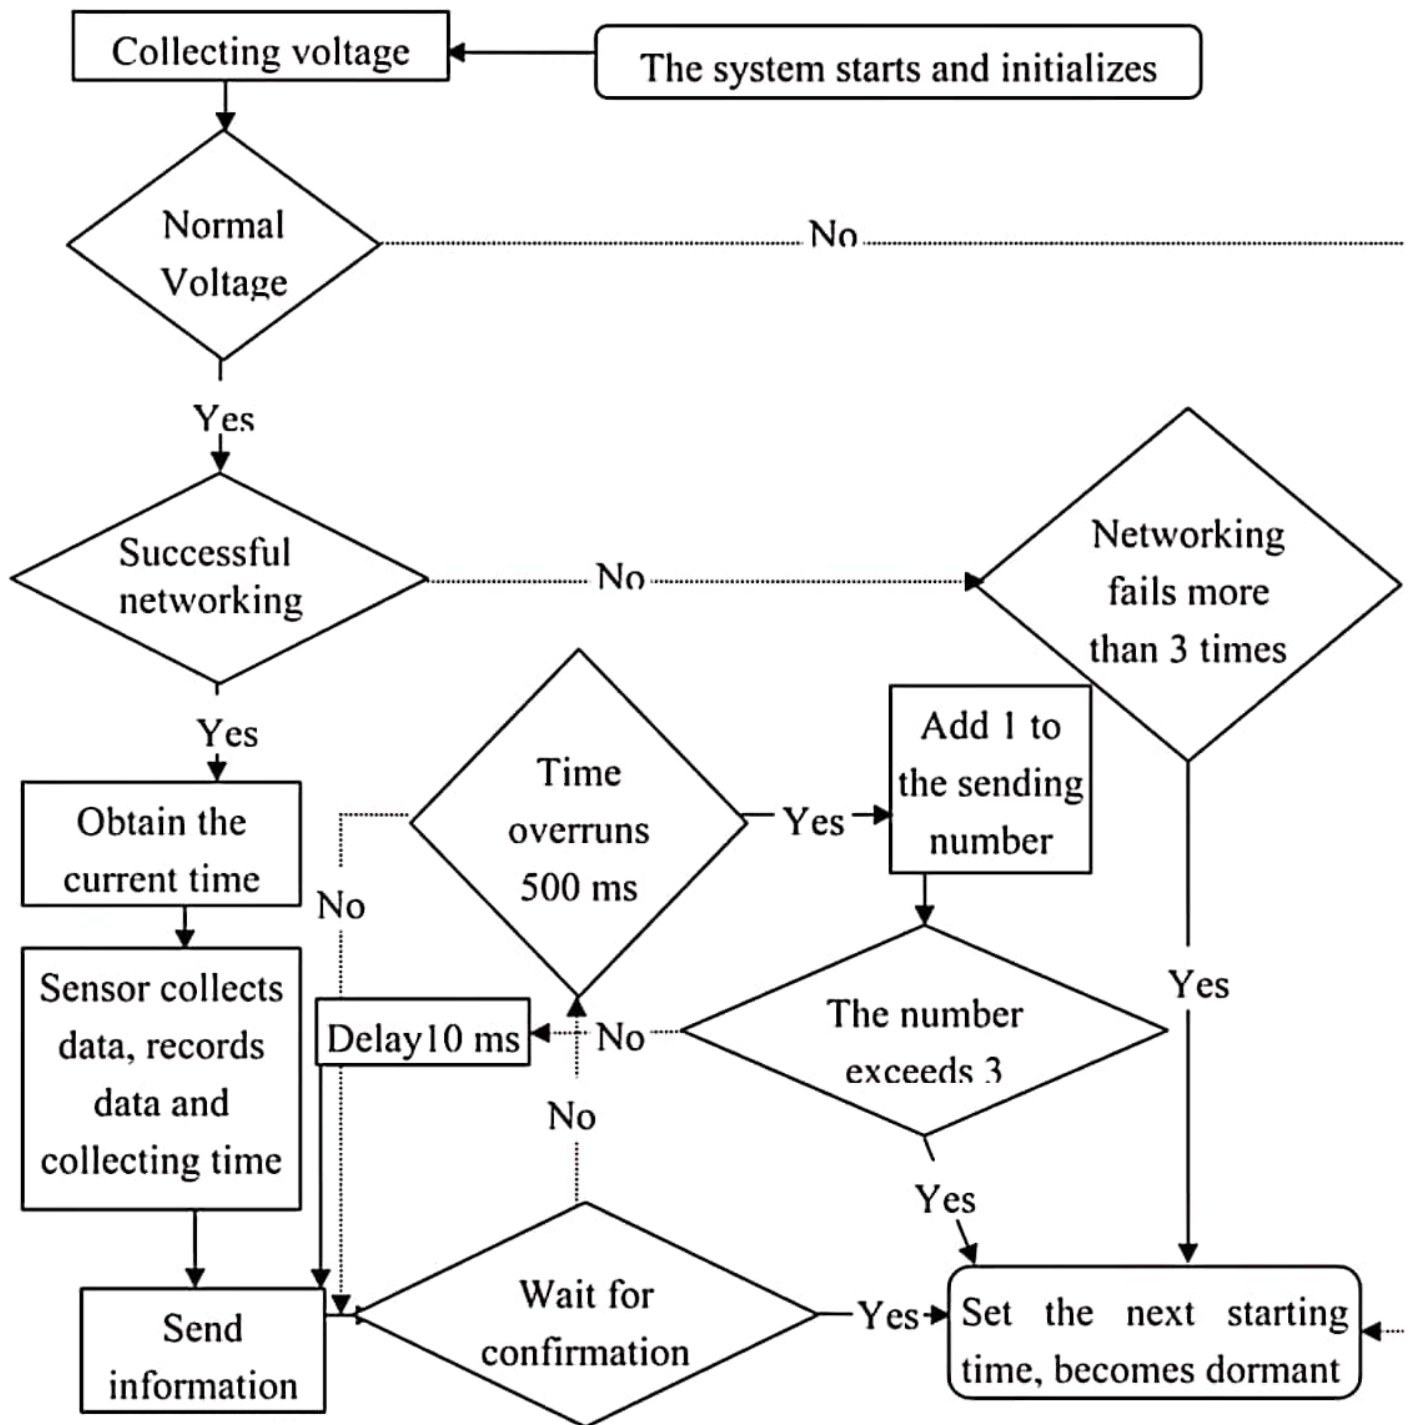 Collecting voltage
The system starts and initializes
Normal
Voltage
No
Yes
Successful
networking
No
Networking
fails more
than 3 times
Yes
Time
overruns
500 ms
Yes
Add 1 to
the sending
number
Obtain the
current time
No
Sensor collects
data, records
data and
collecting time
Delay10 ms
No
The number
exceeds 3
Yes
No
Yes
Send
information
Wait for
confirmation
Yes
Set the next starting
time, becomes dormant